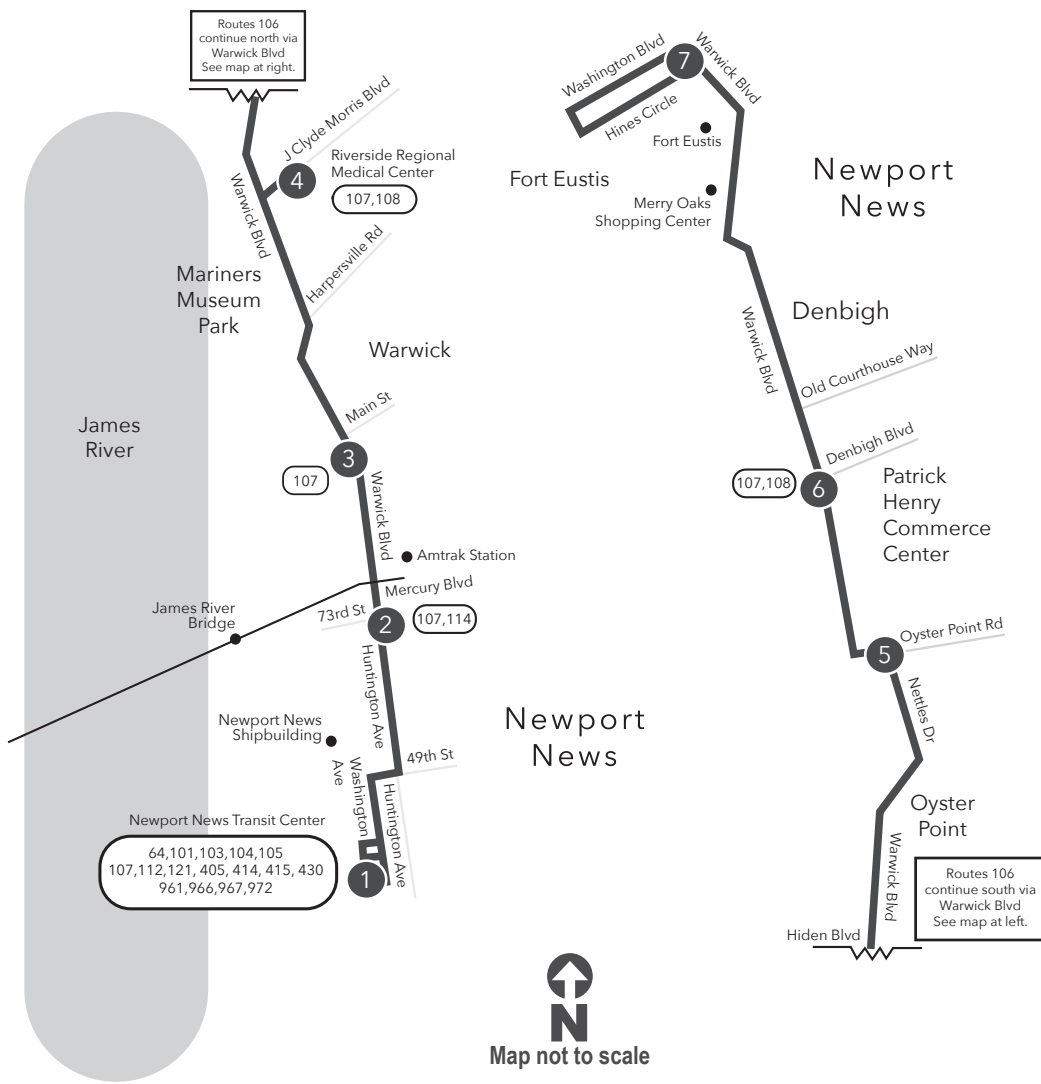 Routes 106
continue north via
Warwick Blvd
See map at right.
J Clyde Morris Blvd
4
Riverside Regional
Medical Center
107,108
Warwick Blvd
Harpersville Rd
Mariners
Museum
Park
Warwick
James
River
Main St
3
107
Warwick Blvd
Amtrak Station
Mercury Blvd
James River
Bridge
73rd St
2
107,114
Huntington Ave
Newport News
Shipbuilding
Newport
News
49th St
Washington
Ave
Huntington Ave
Newport News Transit Center
64,101,103,104,105
107,112,121, 405, 414, 415, 430
961,966,967,972
1
Washington Blvd
7
Warwick Blvd
Hines Circle
Fort Eustis
Fort Eustis
Merry Oaks
Shopping Center
Newport
News
Denbigh
Warwick Blvd
Old Courthouse Way
Denbigh Blvd
107,108
6
Patrick
Henry
Commerce
Center
Oyster Point Rd
5
Nettles Dr
Oyster
Point
Warwick Blvd
Routes 106
continue south via
Warwick Blvd
See map at left.
Hiden Blvd
N
Map not to scale